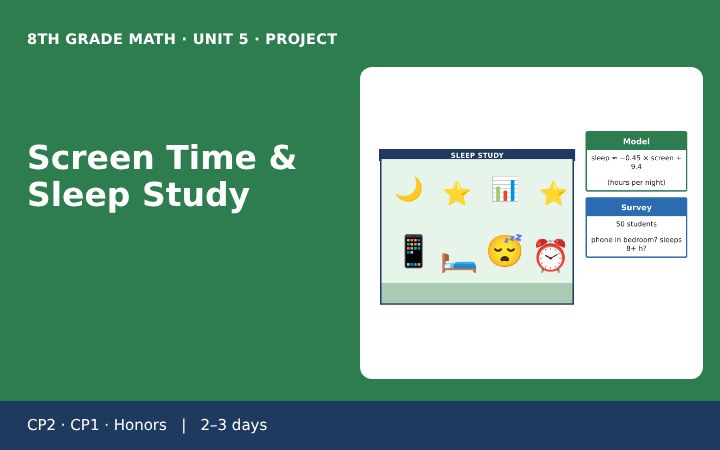 8TH GRADE MATH · UNIT 5 · PROJECT
Screen Time &
Sleep Study
SLEEP STUDY
Model
sleep ≈ −0.45 × screen +
9.4
(hours per night)
Survey
50 students
phone in bedroom? sleeps
8+ h?
CP2 · CP1 · Honors | 2–3 days